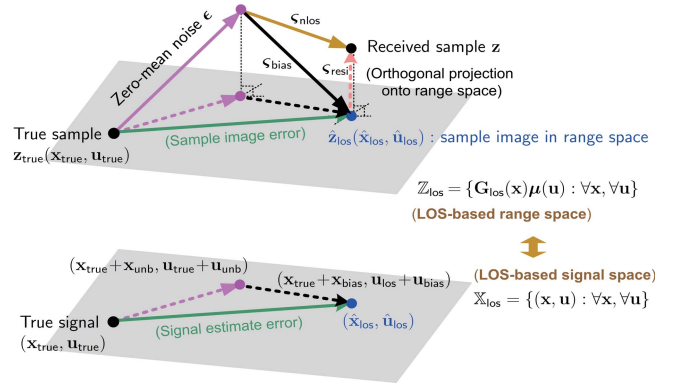 Zero-mean noise ϵ
ς_nlos
ς_bias
ς_resi
Received sample z
(Orthogonal projection
onto range space)
True sample
z_true(x_true, u_true)
(Sample image error)
ẑ_los(x̂_los, û_los) : sample image in range space
ℤ_los = {G_los(x)μ(u) : ∀x, ∀u}
(LOS-based range space)
(LOS-based signal space)
𝕏_los = {(x, u) : ∀x, ∀u}
(x_true+x_unb, u_true+u_unb)
(x_true+x_bias, u_los+u_bias)
True signal
(x_true, u_true)
(Signal estimate error)
(x̂_los, û_los)